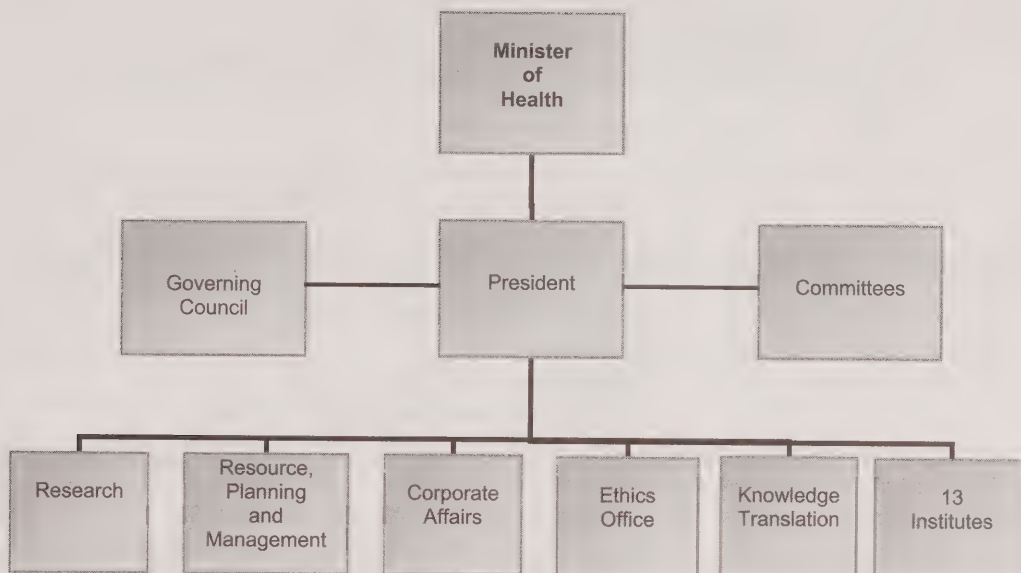 Minister
of
Health
Governing
Council
President
Committees
Research
Resource,
Planning
and
Management
Corporate
Affairs
Ethics
Office
Knowledge
Translation
13
Institutes